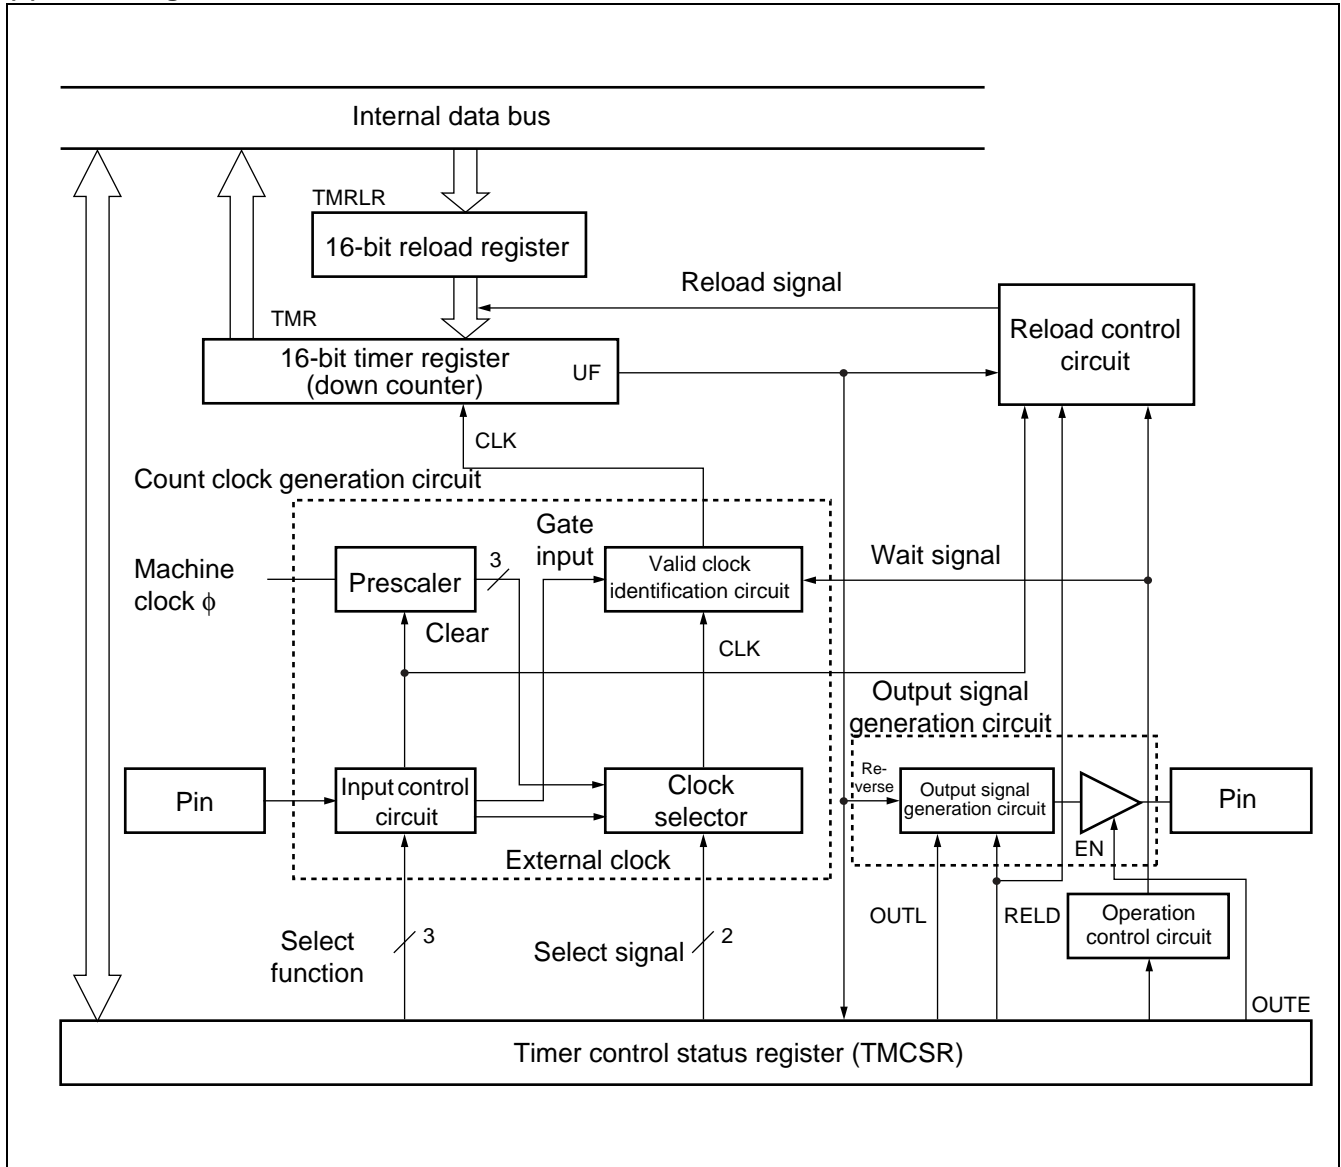 Internal data bus
TMRLR
16-bit reload register
Reload signal
TMR
16-bit timer register
(down counter)
UF
Reload control
circuit
CLK
Count clock generation circuit
Gate
input
Machine
clock φ
Prescaler
3
Valid clock
identification circuit
Wait signal
Clear
CLK
Output signal
generation circuit
Pin
Input control
circuit
Clock
selector
Re-
verse
Output signal
generation circuit
EN
Pin
External clock
OUTL
RELD
Operation
control circuit
Select
function
3
Select signal
2
OUTE
Timer control status register (TMCSR)